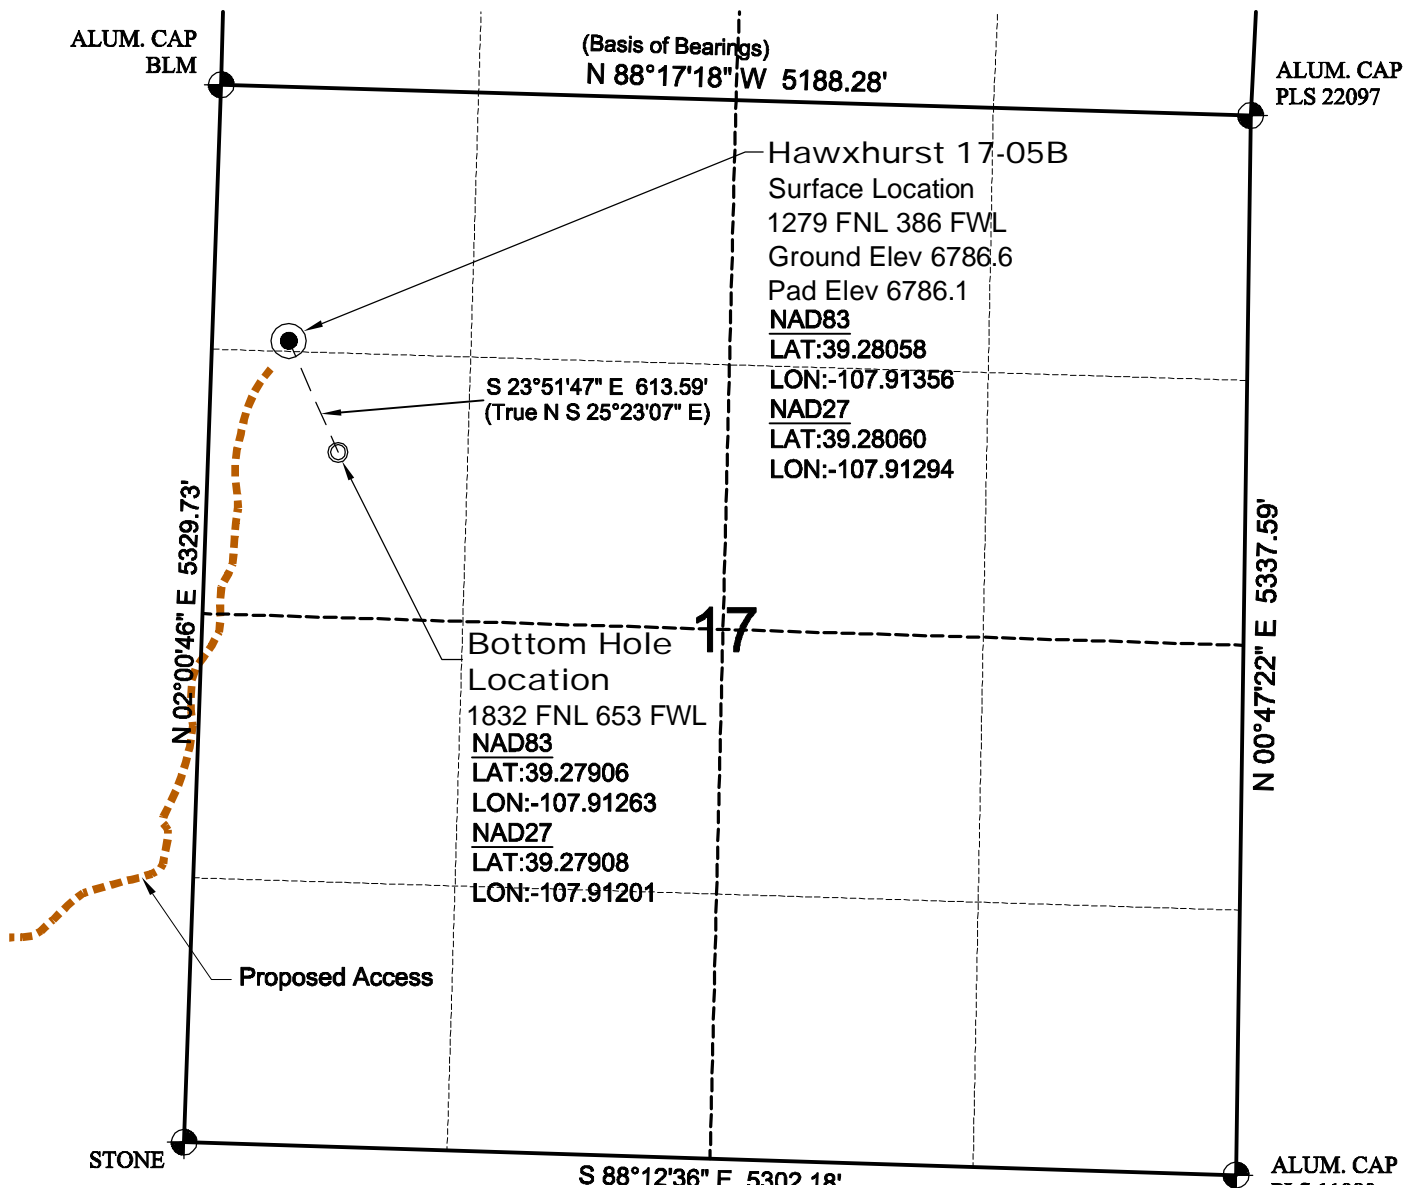 ALUM. CAP
BLM
(Basis of Bearings)
N 88°17'18" W 5188.28'
ALUM. CAP
PLS 22097
Hawxhurst 17-05B
Surface Location
1279 FNL 386 FWL
Ground Elev 6786.6
Pad Elev 6786.1
NAD83
LAT:39.28058
LON:-107.91356
NAD27
LAT:39.28060
LON:-107.91294
S 23°51'47" E 613.59'
(True N S 25°23'07" E)
N 02°00'46" E 5329.73'
N 00°47'22" E 5337.59'
17
Bottom Hole
Location
1832 FNL 653 FWL
NAD83
LAT:39.27906
LON:-107.91263
NAD27
LAT:39.27908
LON:-107.91201
Proposed Access
STONE
S 88°12'36" E 5302.18'
ALUM. CAP
PLS